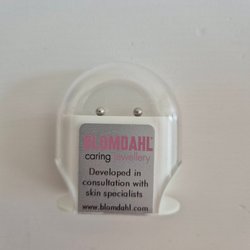 BLOMDAHL
caring jewellery
Developed in
consultation with
skin specialists
www.blomdahl.com